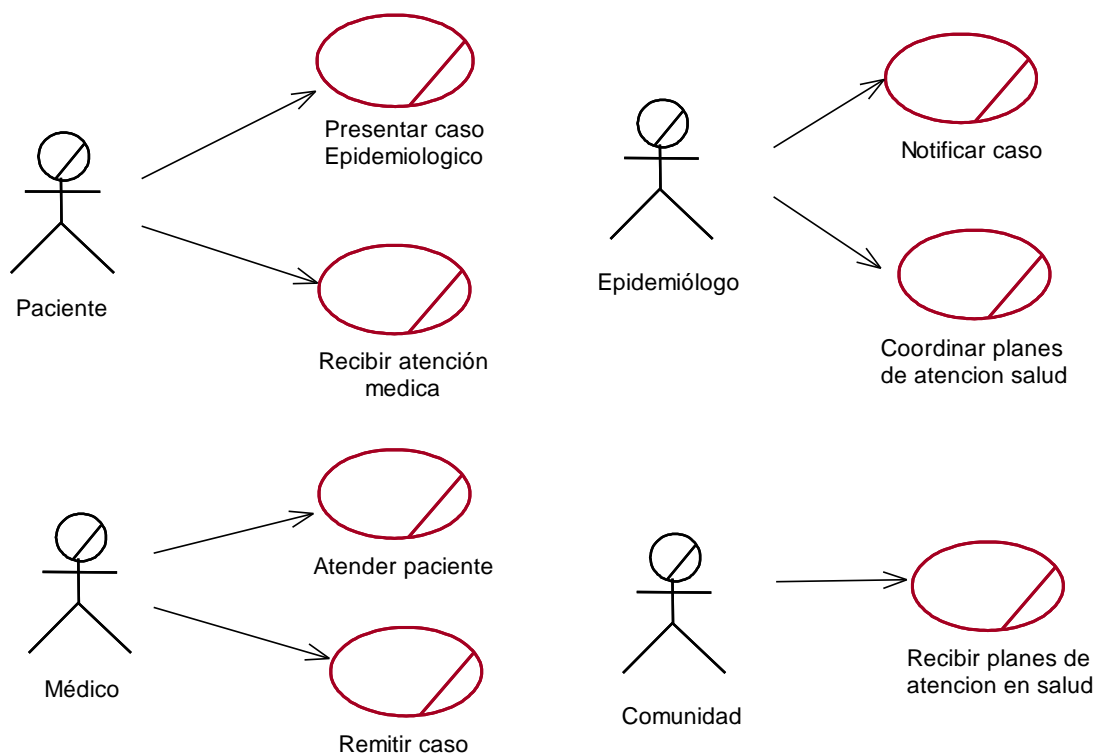 Presentar caso
Epidemiologico
Paciente
Recibir atención
medica
Notificar caso
Epidemiólogo
Coordinar planes
de atencion salud
Atender paciente
Médico
Remitir caso
Recibir planes de
atencion en salud
Comunidad